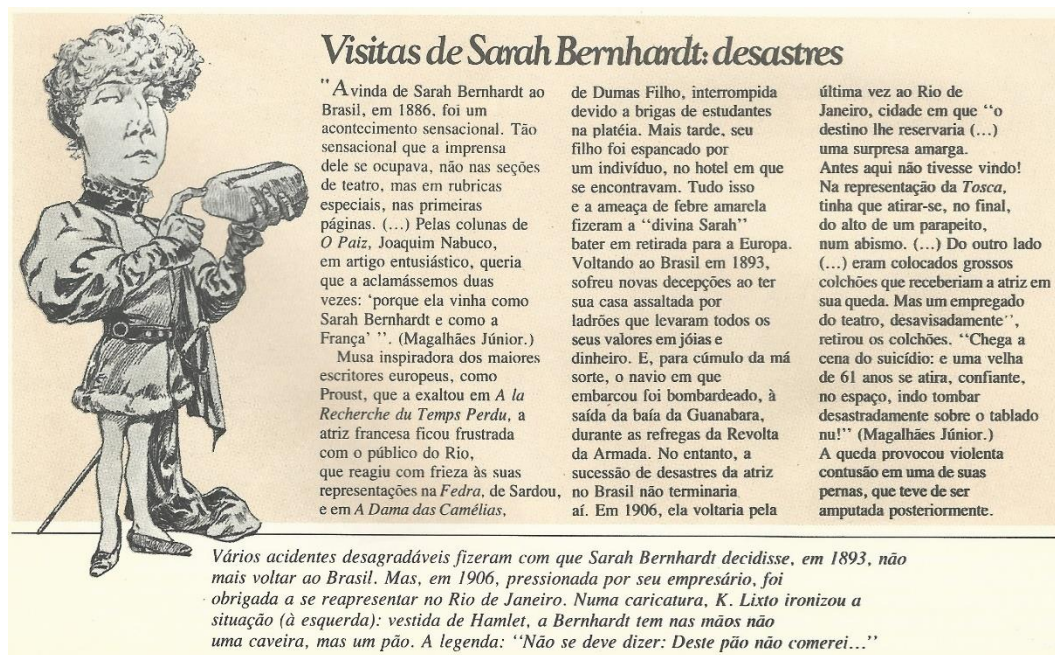 Visitas de Sarah Bernhardt: desastres
"A vinda de Sarah Bernhardt ao
Brasil, em 1886, foi um
acontecimento sensacional. Tão
sensacional que a imprensa
dele se ocupava, não nas seções
de teatro, mas em rubricas
especiais, nas primeiras
páginas. (...) Pelas colunas de
O Paiz, Joaquim Nabuco,
em artigo entusiástico, queria
que a aclamássemos duas
vezes: 'porque ela vinha como
Sarah Bernhardt e como a
França' ". (Magalhães Júnior.)
Musa inspiradora dos maiores
escritores europeus, como
Proust, que a exaltou em A la
Recherche du Temps Perdu, a
atriz francesa ficou frustrada
com o público do Rio,
que reagiu com frieza às suas
representações na Fedra, de Sardou,
e em A Dama das Camélias,
de Dumas Filho, interrompida
devido a brigas de estudantes
na platéia. Mais tarde, seu
filho foi espancado por
um indivíduo, no hotel em que
se encontravam. Tudo isso
e a ameaça de febre amarela
fizeram a "divina Sarah"
bater em retirada para a Europa.
Voltando ao Brasil em 1893,
sofreu novas decepções ao ter
sua casa assaltada por
ladrões que levaram todos os
seus valores em jóias e
dinheiro. E, para cúmulo da má
sorte, o navio em que
embarcou foi bombardeado, à
saída da baía da Guanabara,
durante as refregas da Revolta
da Armada. No entanto, a
sucessão de desastres da atriz
no Brasil não terminaria
aí. Em 1906, ela voltaria pela
última vez ao Rio de
Janeiro, cidade em que "o
destino lhe reservaria (...)
uma surpresa amarga.
Antes aqui não tivesse vindo!
Na representação da Tosca,
tinha que atirar-se, no final,
do alto de um parapeito,
num abismo. (...) Do outro lado
(...) eram colocados grossos
colchões que receberiam a atriz em
sua queda. Mas um empregado
do teatro, desavisadamente",
retirou os colchões. "Chega a
cena do suicídio: e uma velha
de 61 anos se atira, confiante,
no espaço, indo tombar
desastradamente sobre o tablado
nu!" (Magalhães Júnior.)
A queda provocou violenta
contusão em uma de suas
pernas, que teve de ser
amputada posteriormente.
Vários acidentes desagradáveis fizeram com que Sarah Bernhardt decidisse, em 1893, não
mais voltar ao Brasil. Mas, em 1906, pressionada por seu empresário, foi
obrigada a se reapresentar no Rio de Janeiro. Numa caricatura, K. Lixto ironizou a
situação (à esquerda): vestida de Hamlet, a Bernhardt tem nas mãos não
uma caveira, mas um pão. A legenda: "Não se deve dizer: Deste pão não comerei..."